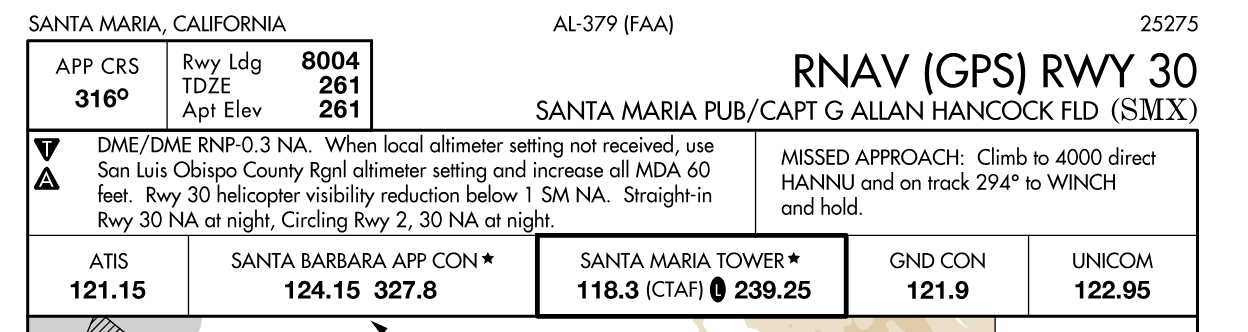 SANTA MARIA, CALIFORNIA
AL-379 (FAA)
25275
APP CRS
316°
Rwy Ldg 8004
TDZE 261
Apt Elev 261
RNAV (GPS) RWY 30
SANTA MARIA PUB/CAPT G ALLAN HANCOCK FLD (SMX)
T
A
DME/DME RNP-0.3 NA. When local altimeter setting not received, use
San Luis Obispo County Rgnl altimeter setting and increase all MDA 60
feet. Rwy 30 helicopter visibility reduction below 1 SM NA. Straight-in
Rwy 30 NA at night, Circling Rwy 2, 30 NA at night.
MISSED APPROACH: Climb to 4000 direct
HANNU and on track 294° to WINCH
and hold.
ATIS
121.15
SANTA BARBARA APP CON★
124.15 327.8
SANTA MARIA TOWER★
118.3 (CTAF) L 239.25
GND CON
121.9
UNICOM
122.95